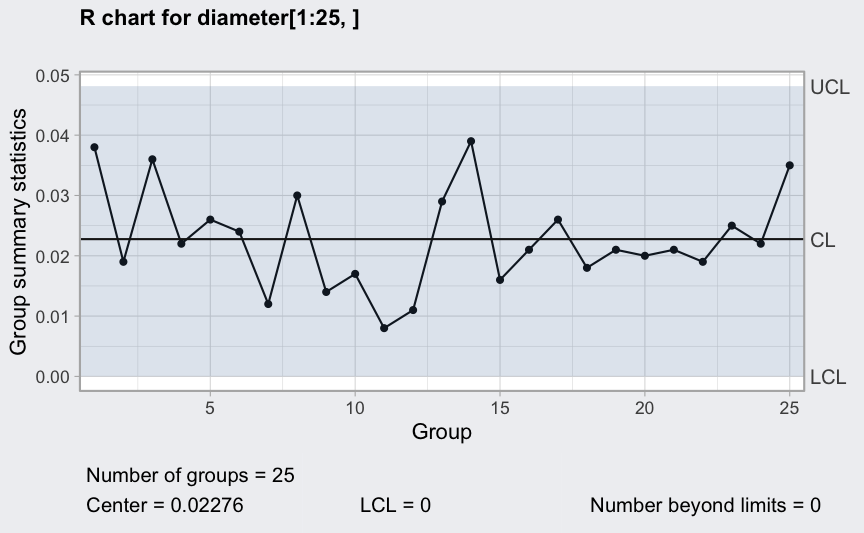 R chart for diameter[1:25, ]
0.05
UCL
0.04
0.03
CL
0.02
0.01
0.00
LCL
Group summary statistics
5 10 15 20 25
Group
Number of groups = 25
Center = 0.02276 LCL = 0 Number beyond limits = 0